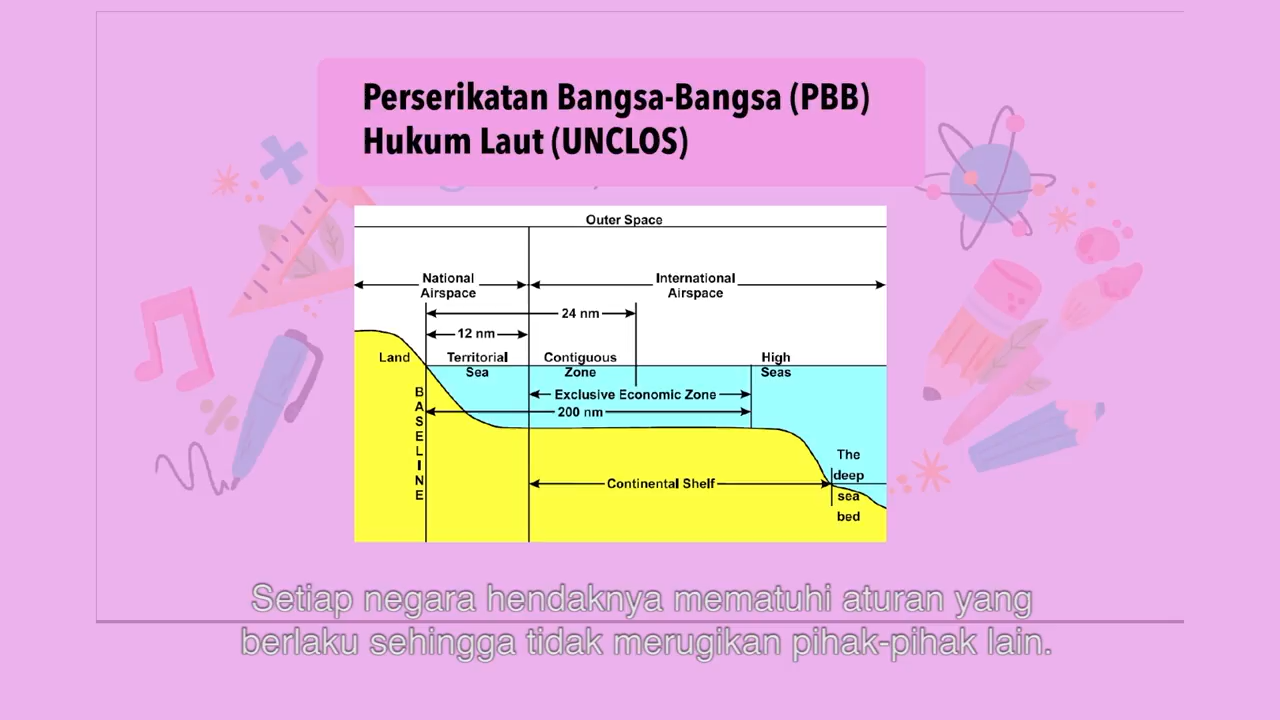 Perserikatan Bangsa-Bangsa (PBB)
Hukum Laut (UNCLOS)
Outer Space
National
Airspace
International
Airspace
24 nm
12 nm
Land
Territorial
Sea
Contiguous
Zone
High
Seas
BASELINE
Exclusive Economic Zone
200 nm
The
deep
sea
bed
Continental Shelf
Setiap negara hendaknya mematuhi aturan yang
berlaku sehingga tidak merugikan pihak-pihak lain.